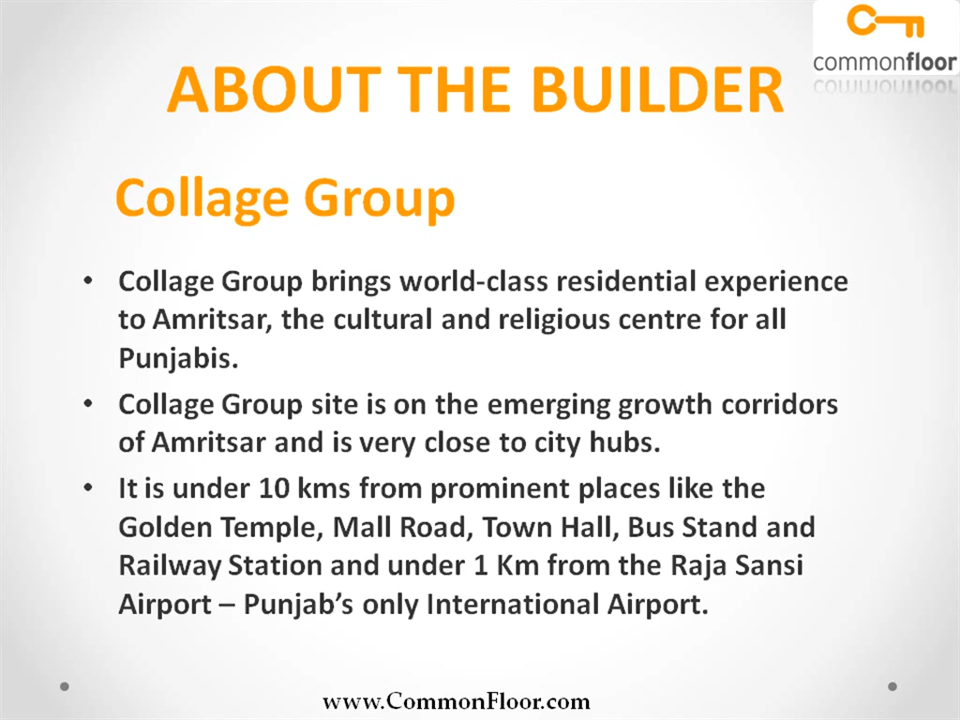 commonfloor
ABOUT THE BUILDER
Collage Group
• Collage Group brings world-class residential experience
to Amritsar, the cultural and religious centre for all
Punjabis.
• Collage Group site is on the emerging growth corridors
of Amritsar and is very close to city hubs.
• It is under 10 kms from prominent places like the
Golden Temple, Mall Road, Town Hall, Bus Stand and
Railway Station and under 1 Km from the Raja Sansi
Airport – Punjab’s only International Airport.
www.CommonFloor.com